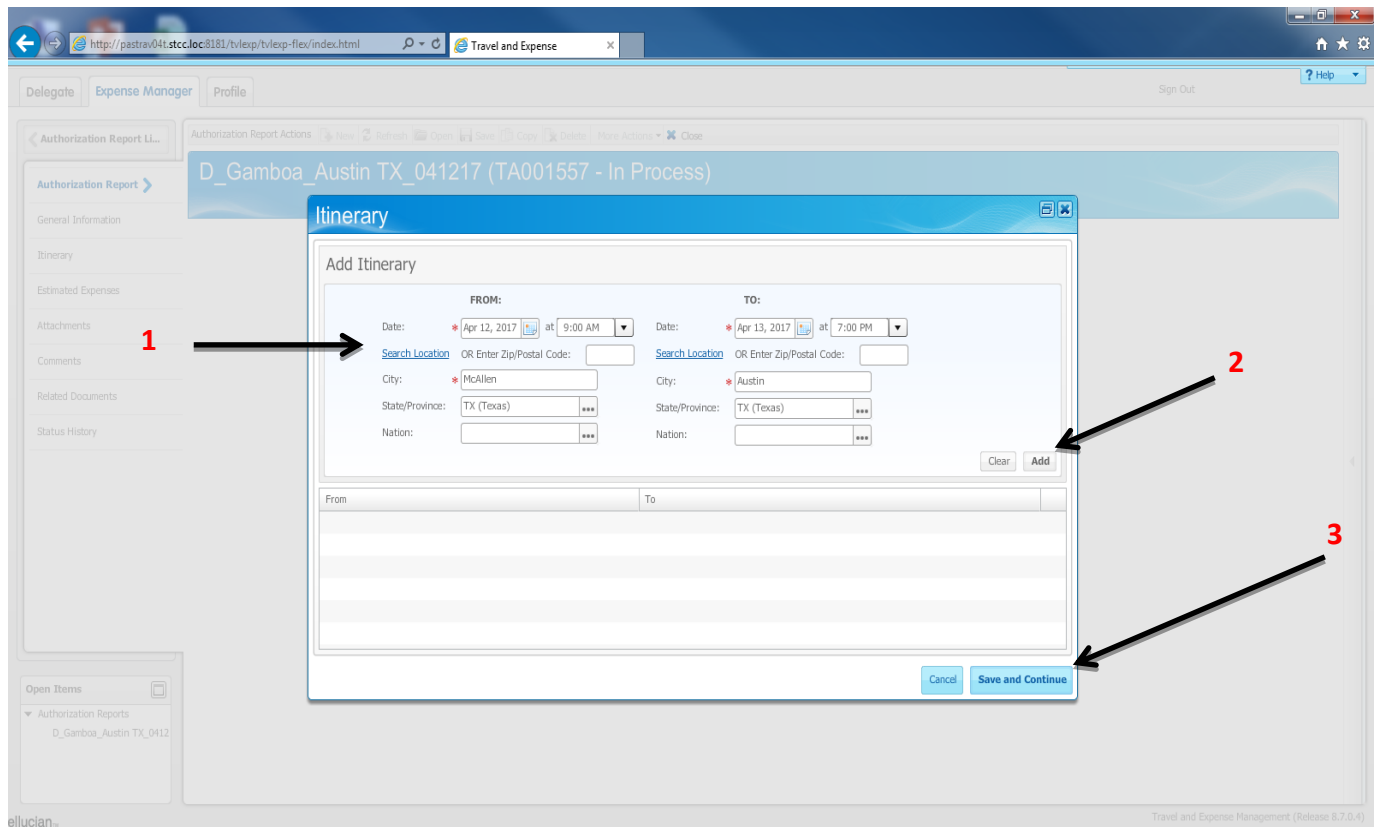 http://pastrav04t.stcc.loc:8181/tvlexp/tvlexp-flex/index.html
Travel and Expense
? Help
Delegate
Expense Manager
Profile
Sign Out
Authorization Report Li...
Authorization Report Actions New Refresh Open Save Copy Delete More Actions Close
D_Gamboa_Austin TX_041217 (TA001557 - In Process)
Authorization Report
General Information
Itinerary
Estimated Expenses
Attachments
Comments
Related Documents
Status History
Itinerary
Add Itinerary
FROM: TO:
Date: * Apr 12, 2017 at 9:00 AM Date: * Apr 13, 2017 at 7:00 PM
Search Location OR Enter Zip/Postal Code: Search Location OR Enter Zip/Postal Code:
City: * McAllen City: * Austin
State/Province: TX (Texas) ... State/Province: TX (Texas) ...
Nation: ... Nation: ...
Clear Add
From To
Cancel Save and Continue
1
2
3
Open Items
Authorization Reports
D_Gamboa_Austin TX_0412
ellucian™
Travel and Expense Management (Release 8.7.0.4)